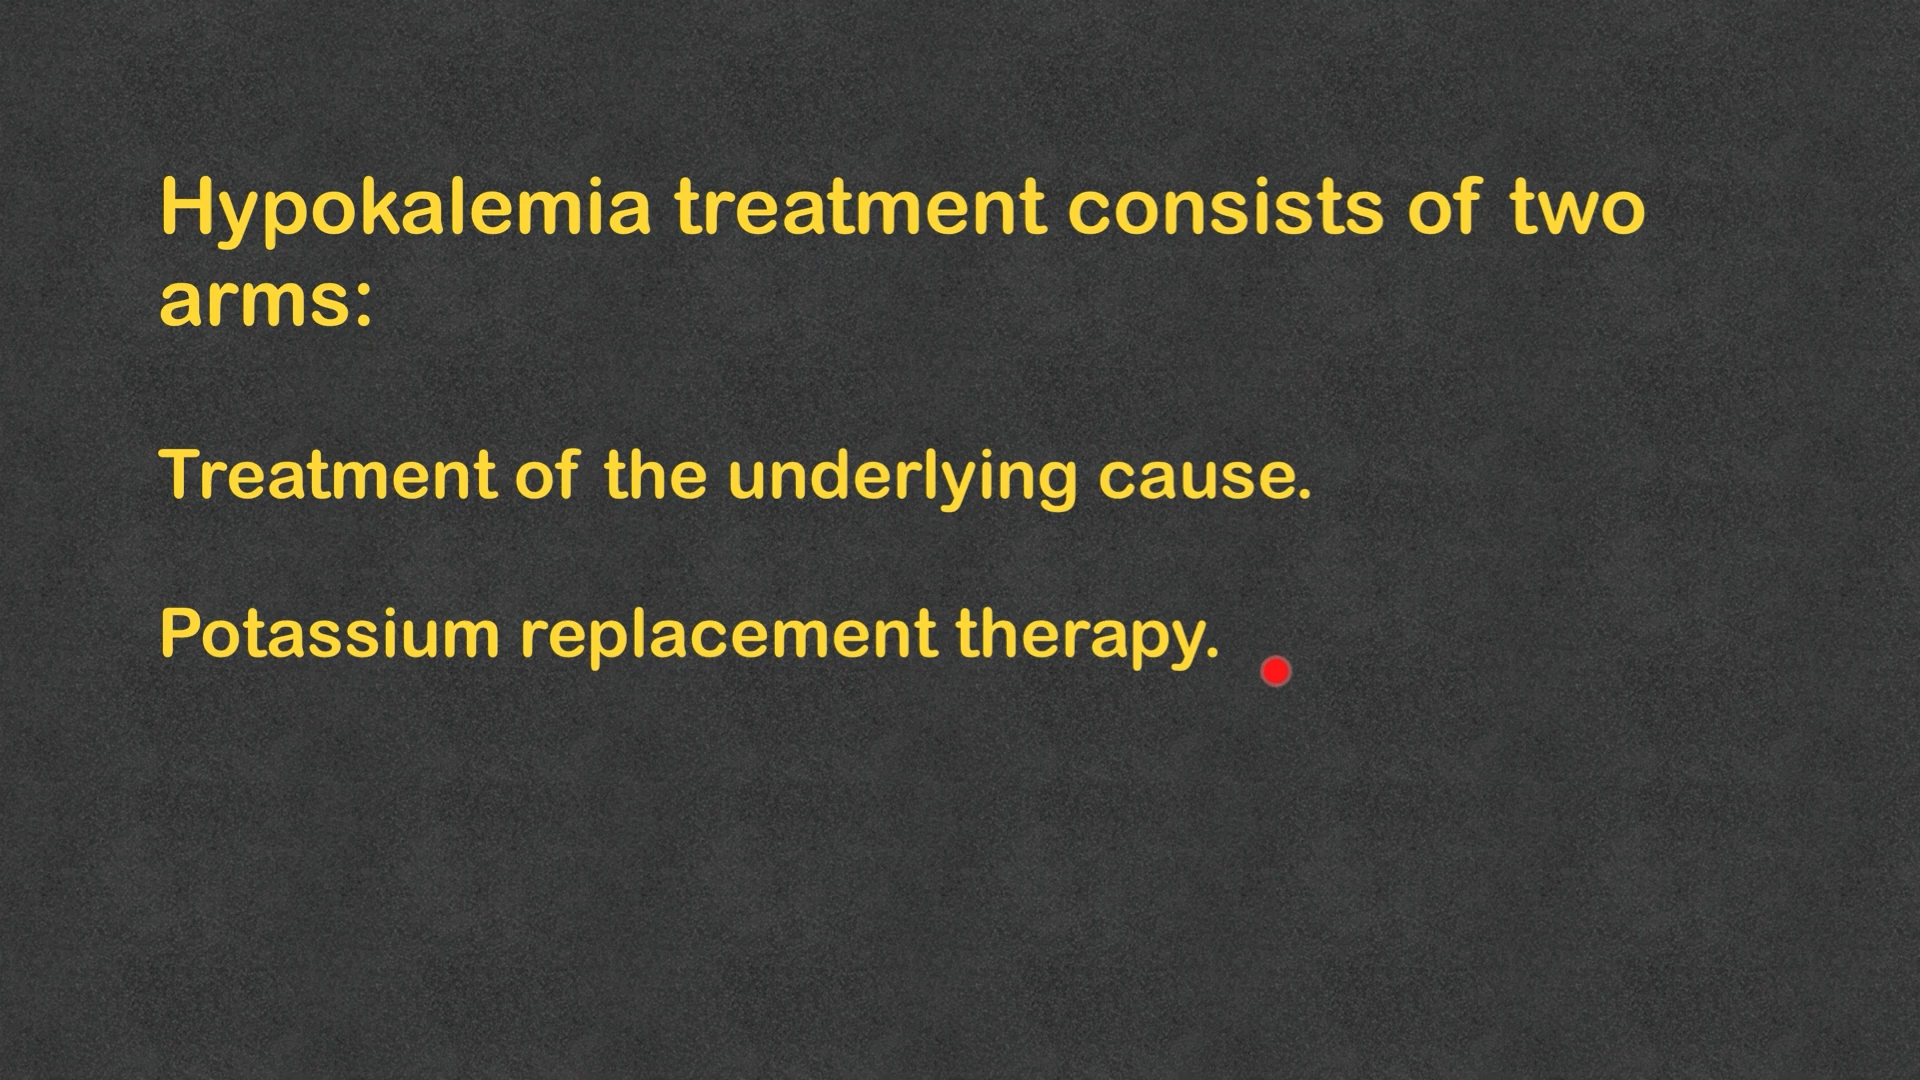 Hypokalemia treatment consists of two
arms:
Treatment of the underlying cause.
Potassium replacement therapy.